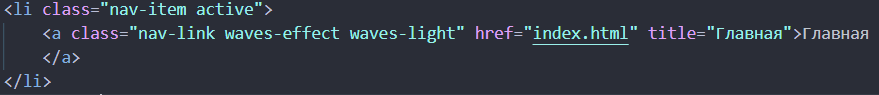 <li class="nav-item active">
<a class="nav-link waves-effect waves-light" href="index.html" title="Главная">Главная
</a>
</li>